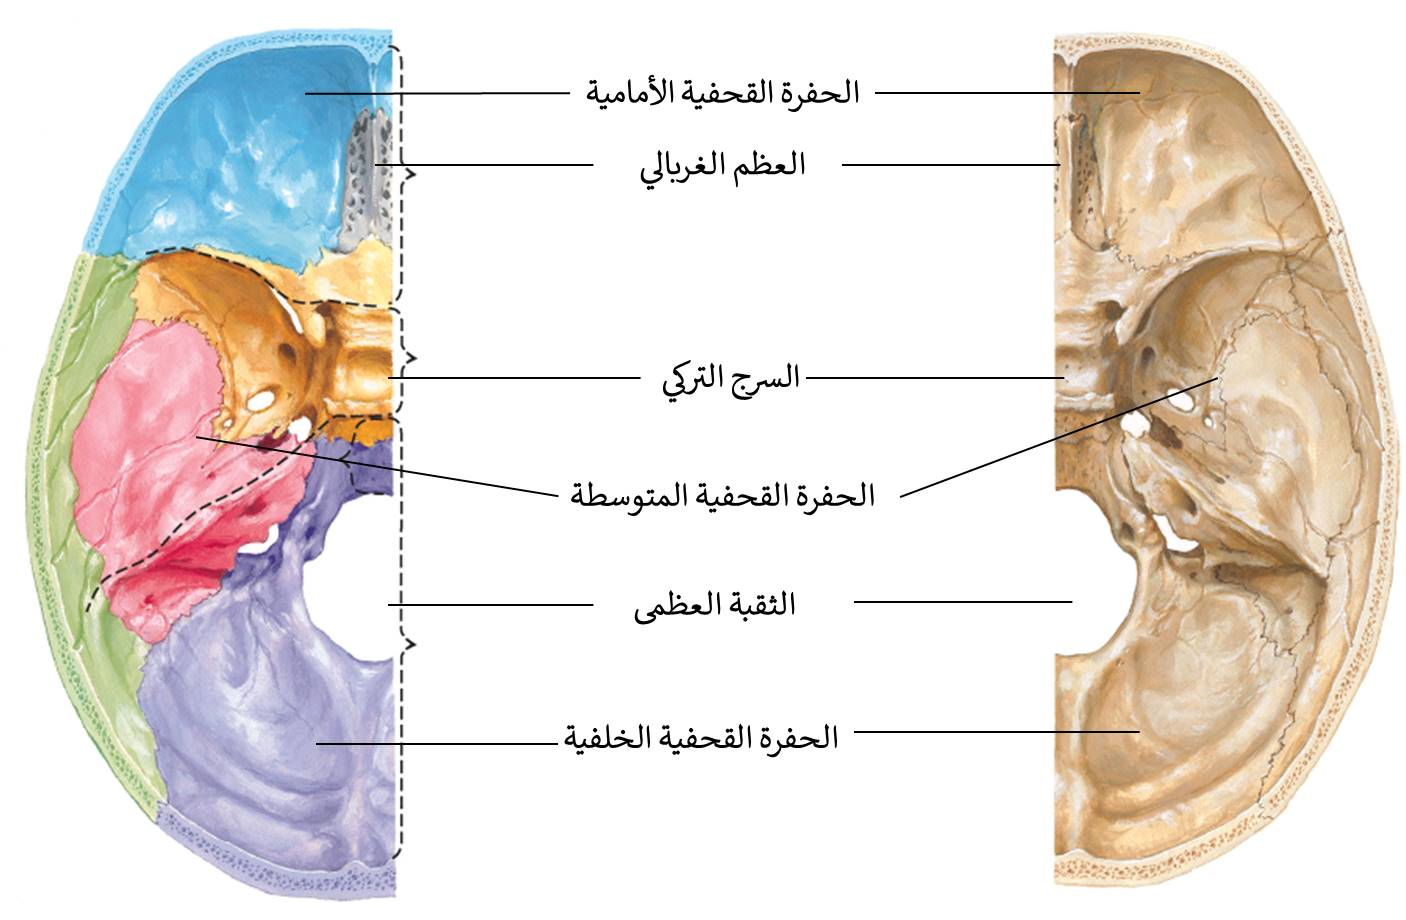 الحفرة القحفية الأمامية
العظم الغربالي
السرج التركي
الحفرة القحفية المتوسطة
الثقبة العظمى
الحفرة القحفية الخلفية